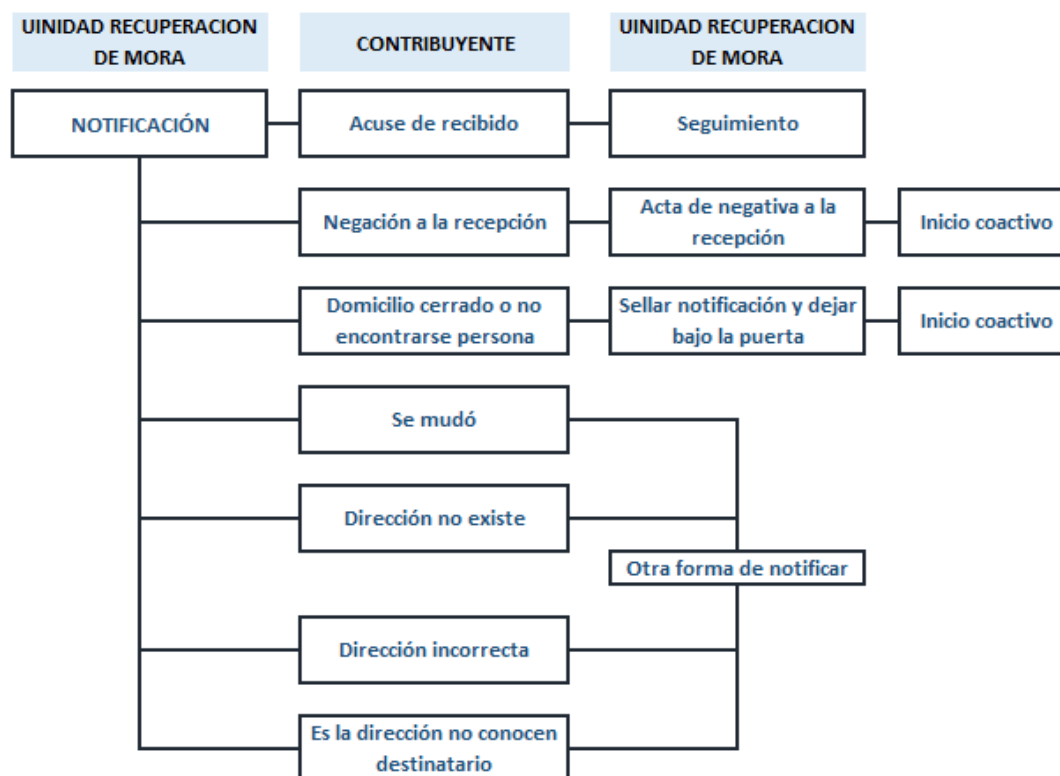 UINIDAD RECUPERACION
DE MORA
CONTRIBUYENTE
UINIDAD RECUPERACION
DE MORA
NOTIFICACIÓN
Acuse de recibido
Seguimiento
Negación a la recepción
Acta de negativa a la
recepción
Inicio coactivo
Domicilio cerrado o no
encontrarse persona
Sellar notificación y dejar
bajo la puerta
Inicio coactivo
Se mudó
Dirección no existe
Otra forma de notificar
Dirección incorrecta
Es la dirección no conocen
destinatario